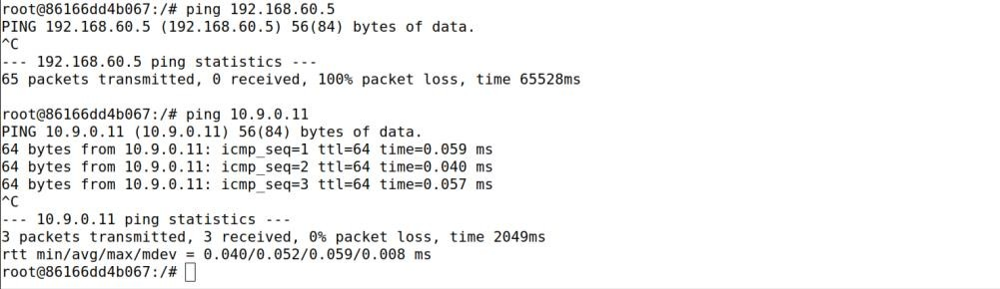 root@86166dd4b067:/# ping 192.168.60.5
PING 192.168.60.5 (192.168.60.5) 56(84) bytes of data.
^C
--- 192.168.60.5 ping statistics ---
65 packets transmitted, 0 received, 100% packet loss, time 65528ms

root@86166dd4b067:/# ping 10.9.0.11
PING 10.9.0.11 (10.9.0.11) 56(84) bytes of data.
64 bytes from 10.9.0.11: icmp_seq=1 ttl=64 time=0.059 ms
64 bytes from 10.9.0.11: icmp_seq=2 ttl=64 time=0.040 ms
64 bytes from 10.9.0.11: icmp_seq=3 ttl=64 time=0.057 ms
^C
--- 10.9.0.11 ping statistics ---
3 packets transmitted, 3 received, 0% packet loss, time 2049ms
rtt min/avg/max/mdev = 0.040/0.052/0.059/0.008 ms
root@86166dd4b067:/#